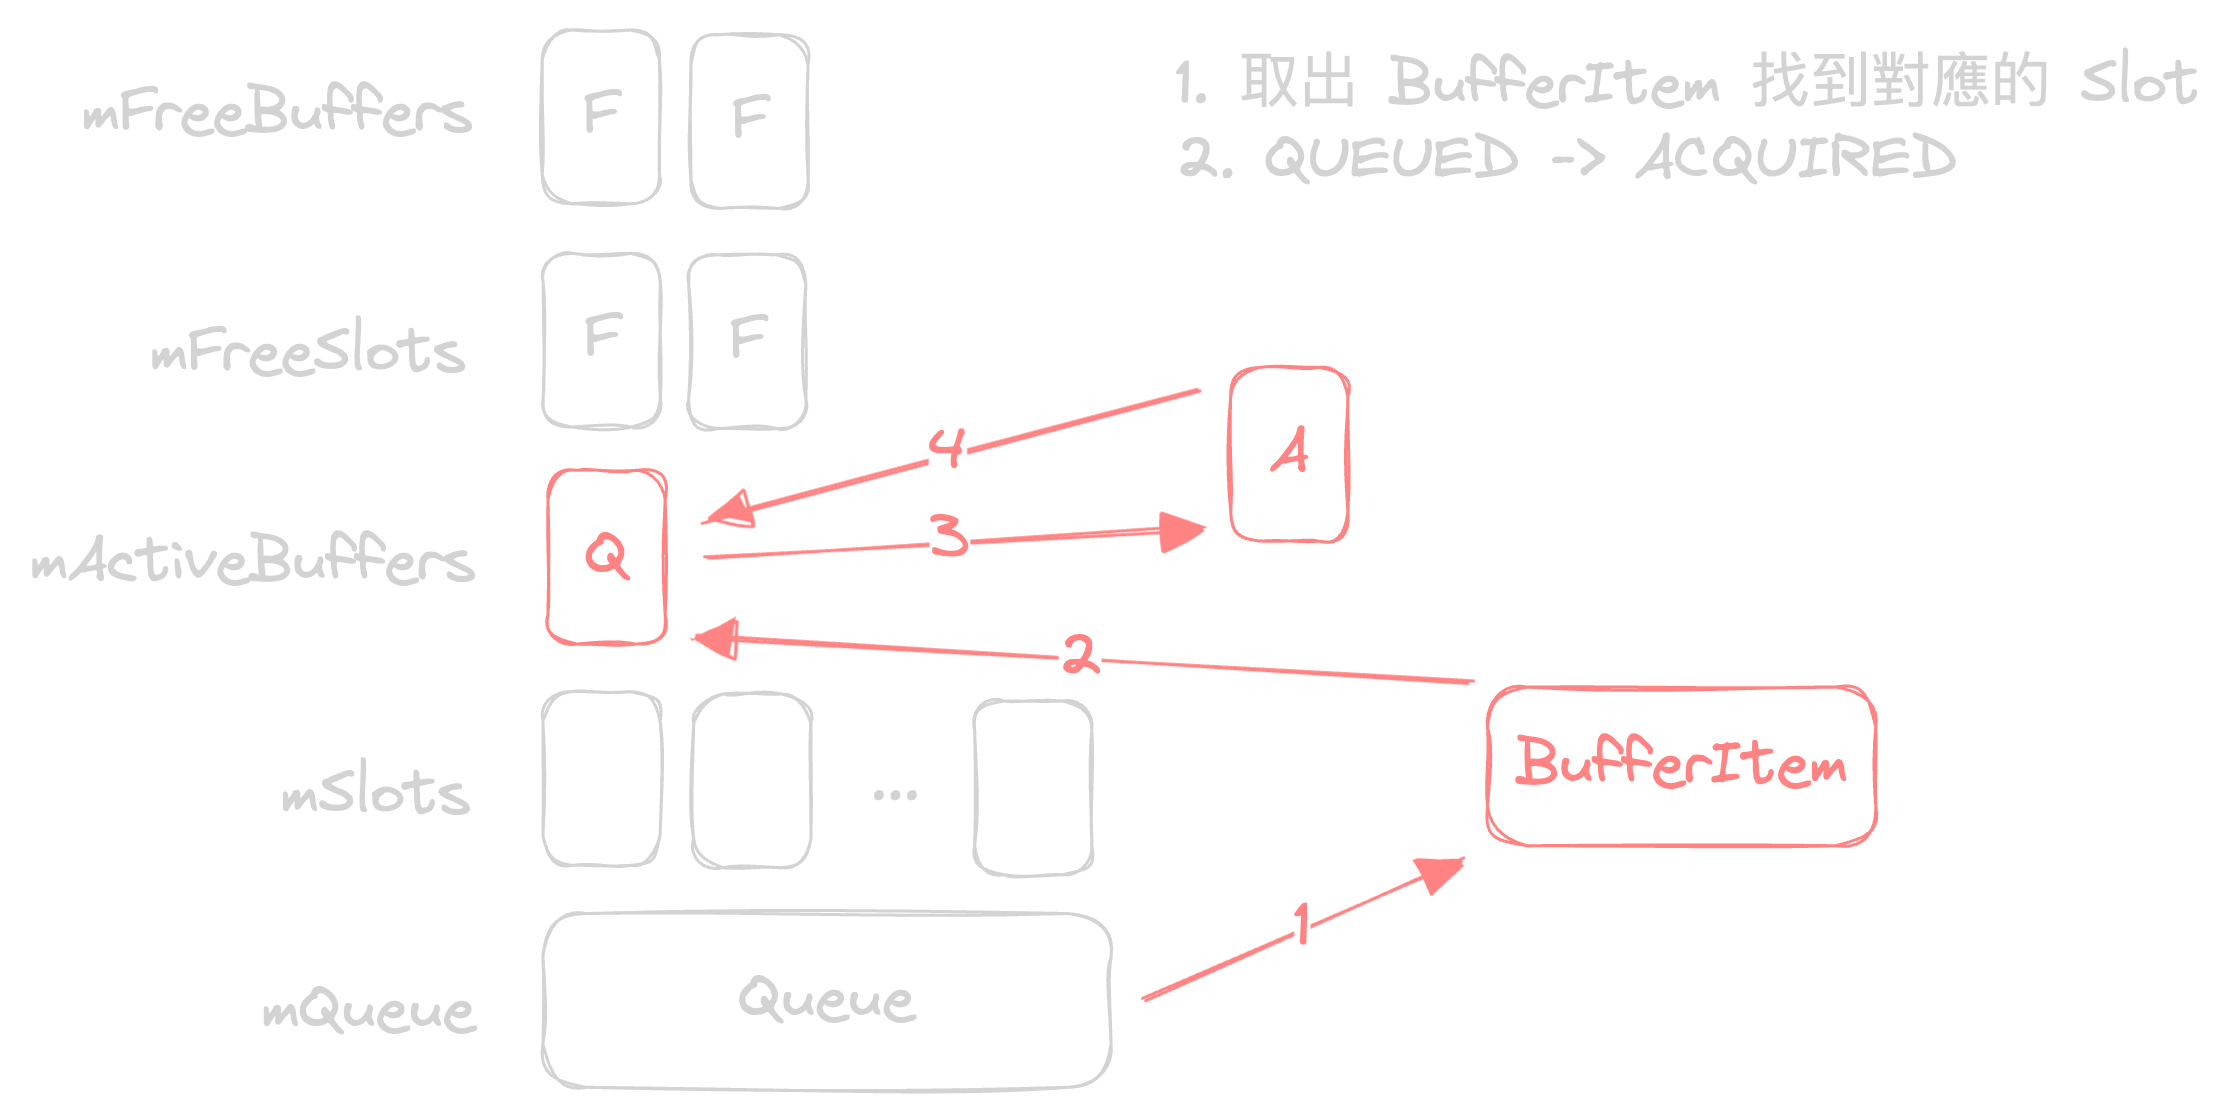 1. 取出 BufferItem 找到對應的 Slot
2. QUEUED -> ACQUIRED
mFreeBuffers
F
F
mFreeSlots
F
F
4
A
3
mActiveBuffers
Q
2
BufferItem
mSlots
...
1
mQueue
Queue